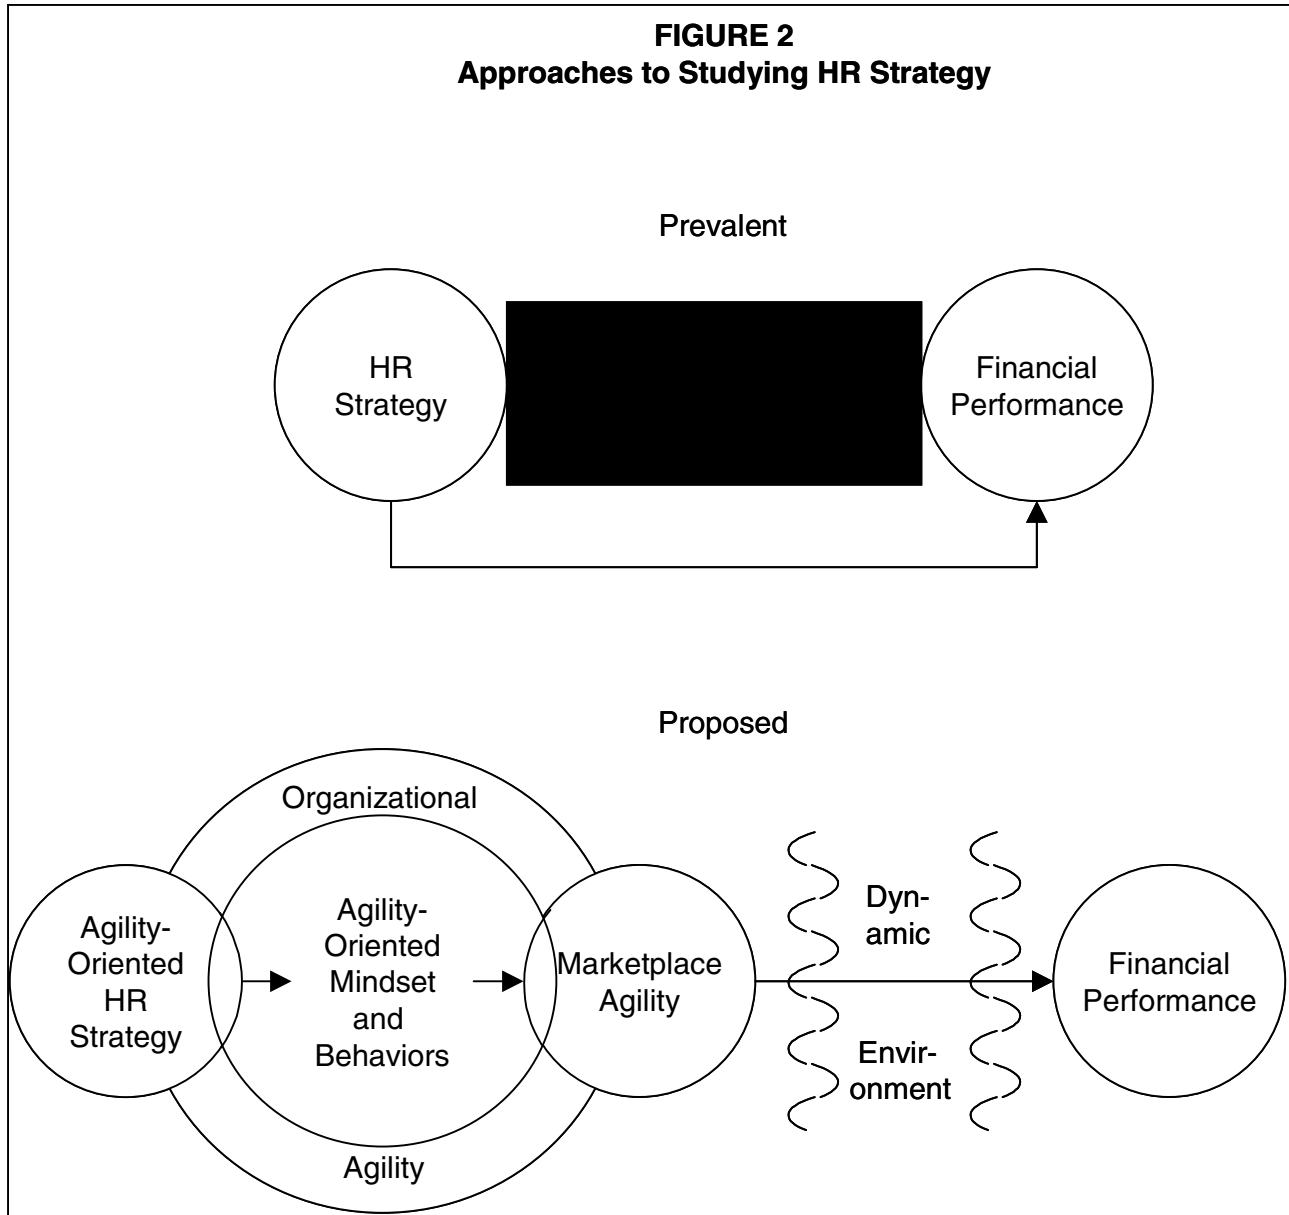 FIGURE 2
Approaches to Studying HR Strategy
Prevalent
HR
Strategy
Financial
Performance
Proposed
Organizational
Agility-
Oriented
HR
Strategy
Agility-
Oriented
Mindset
and
Behaviors
Marketplace
Agility
Dyn-
amic
Envir-
onment
Financial
Performance
Agility